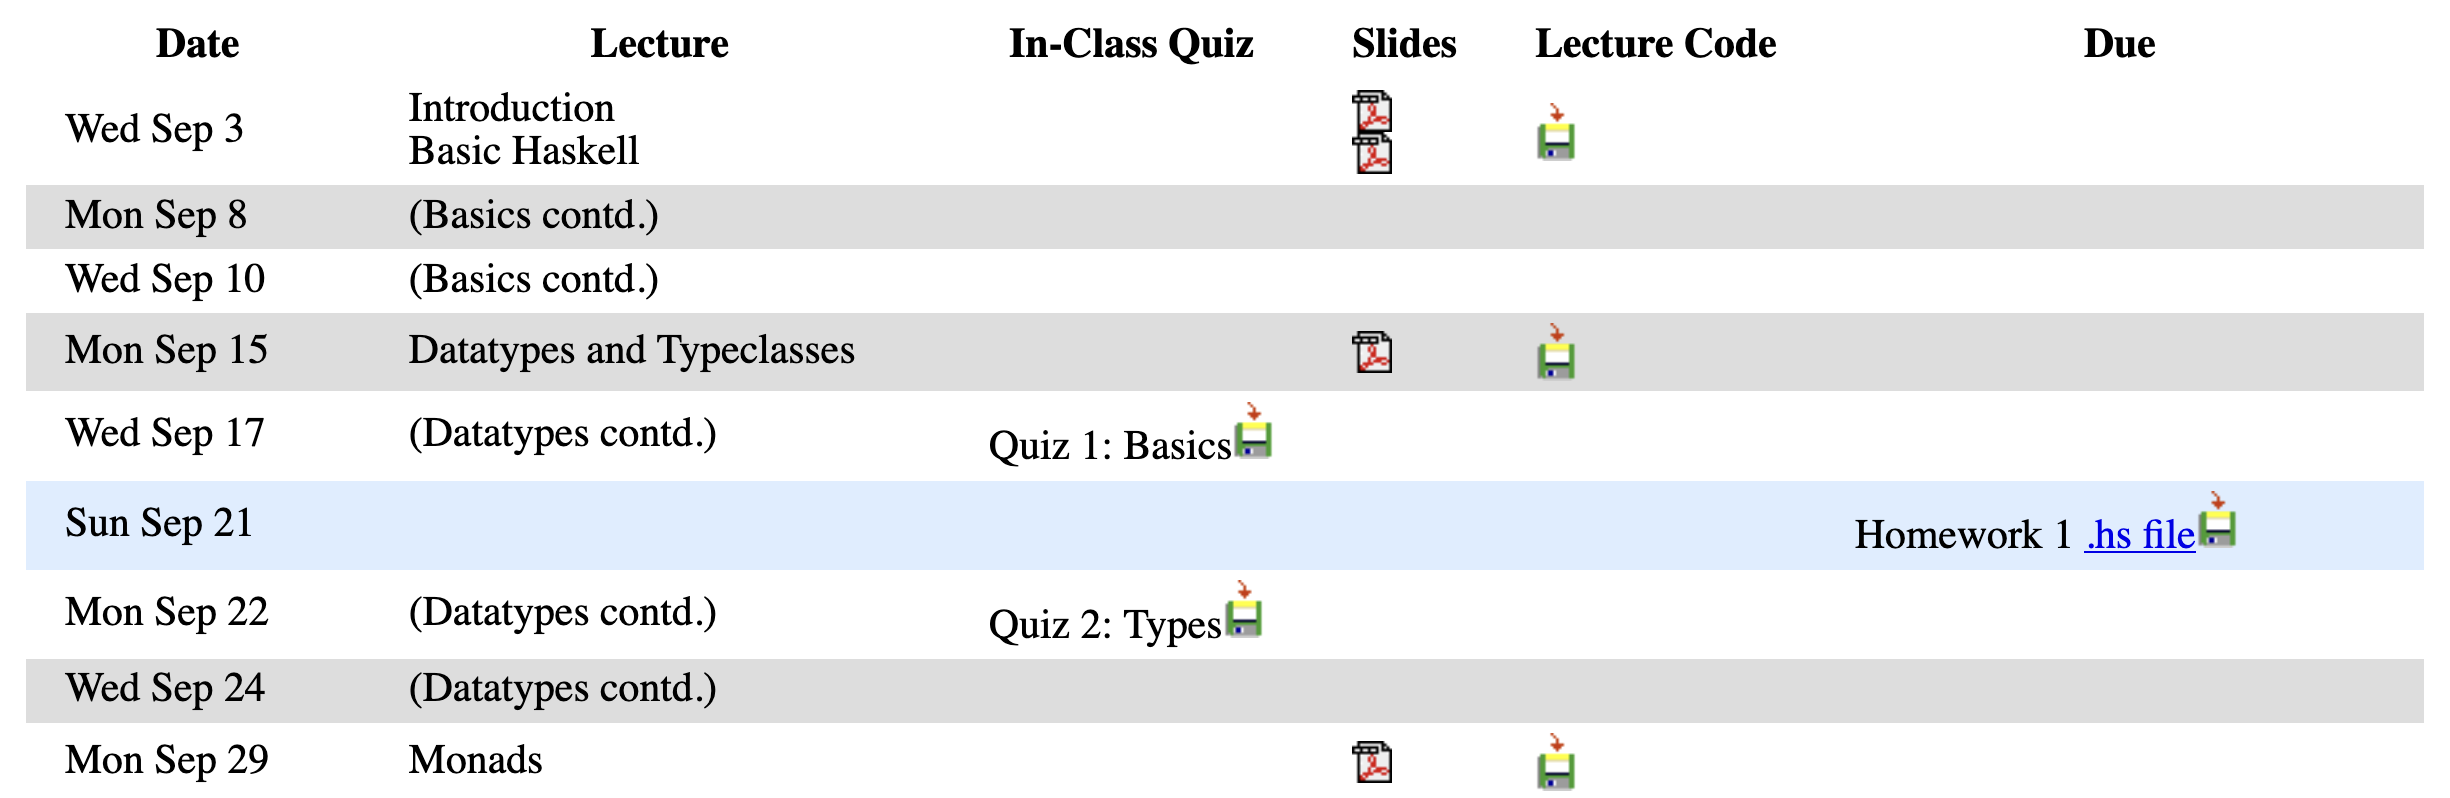 Date Lecture In-Class Quiz Slides Lecture Code Due
Wed Sep 3 Introduction
Basic Haskell
Mon Sep 8 (Basics contd.)
Wed Sep 10 (Basics contd.)
Mon Sep 15 Datatypes and Typeclasses
Wed Sep 17 (Datatypes contd.) Quiz 1: Basics
Sun Sep 21 Homework 1 .hs file
Mon Sep 22 (Datatypes contd.) Quiz 2: Types
Wed Sep 24 (Datatypes contd.)
Mon Sep 29 Monads